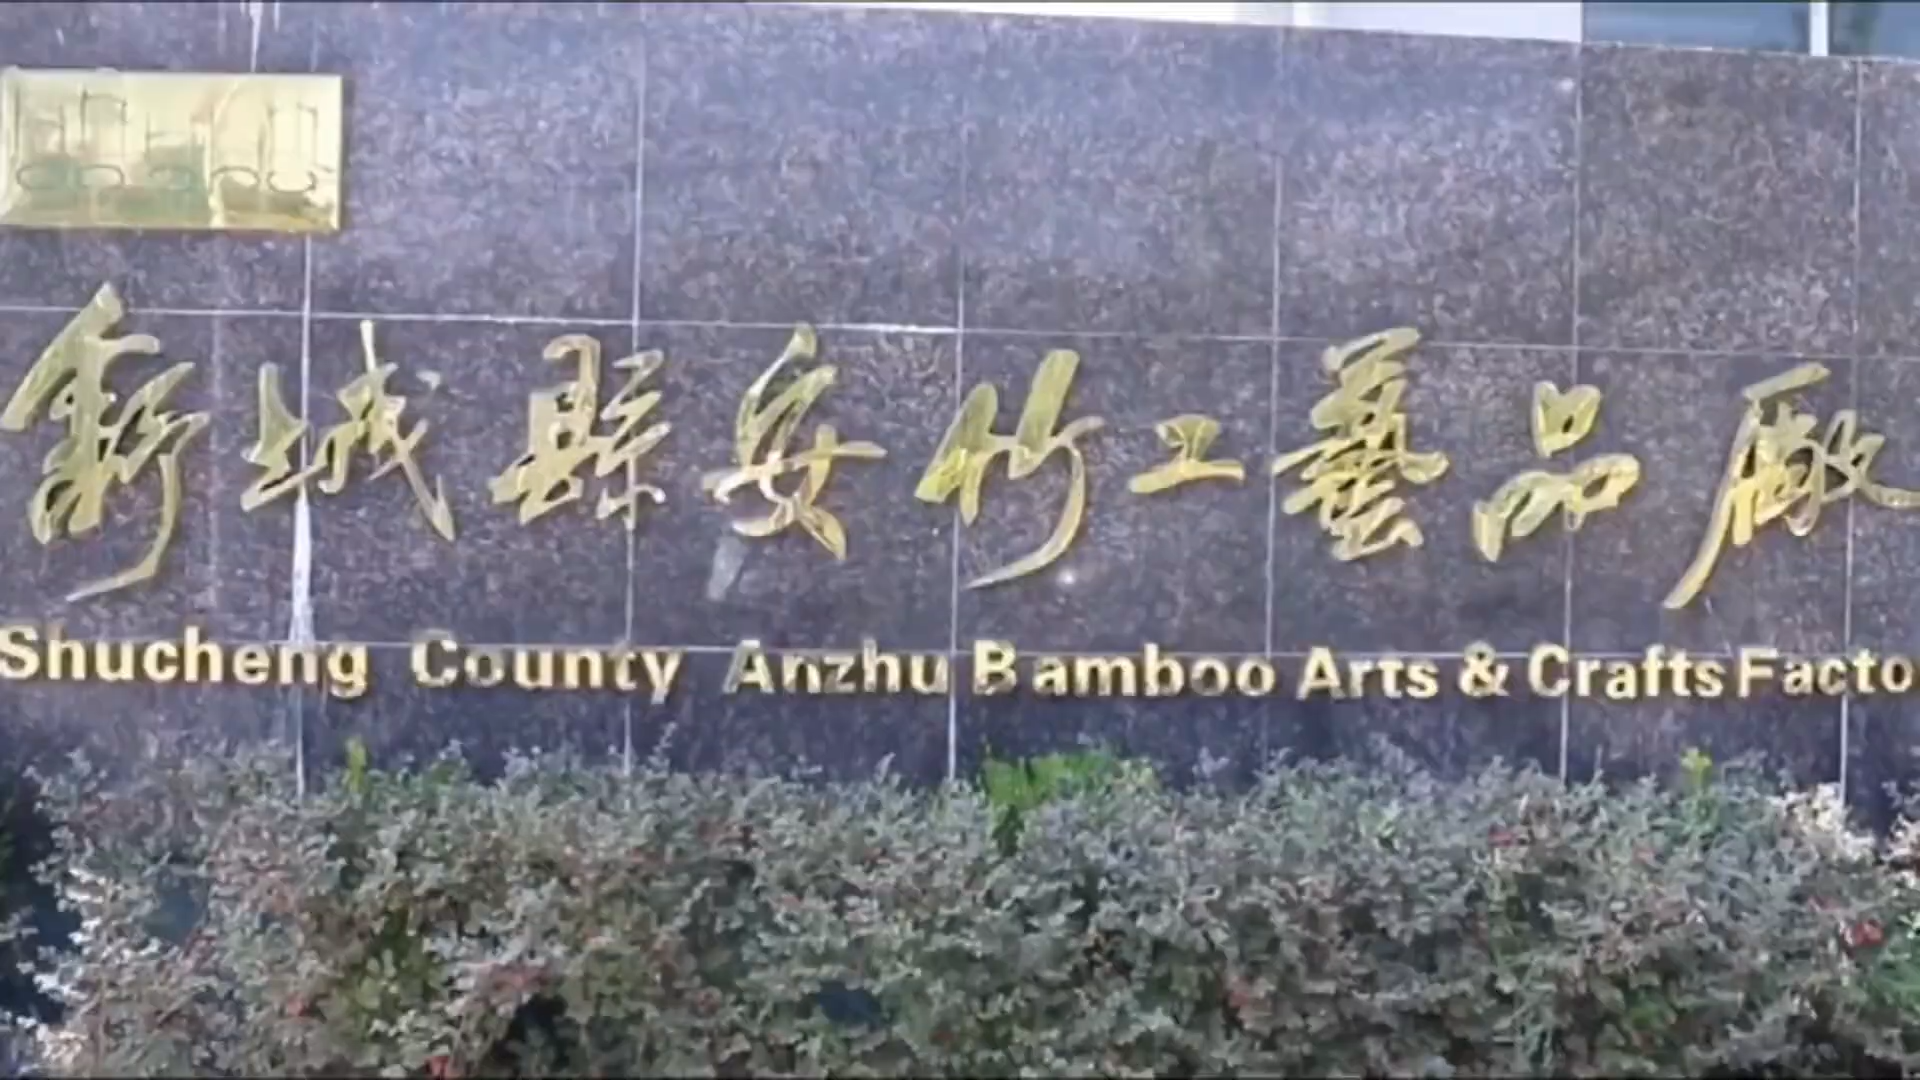 舒城縣安竹工藝品廠
Shucheng County Anzhu Bamboo Arts & Crafts Facto